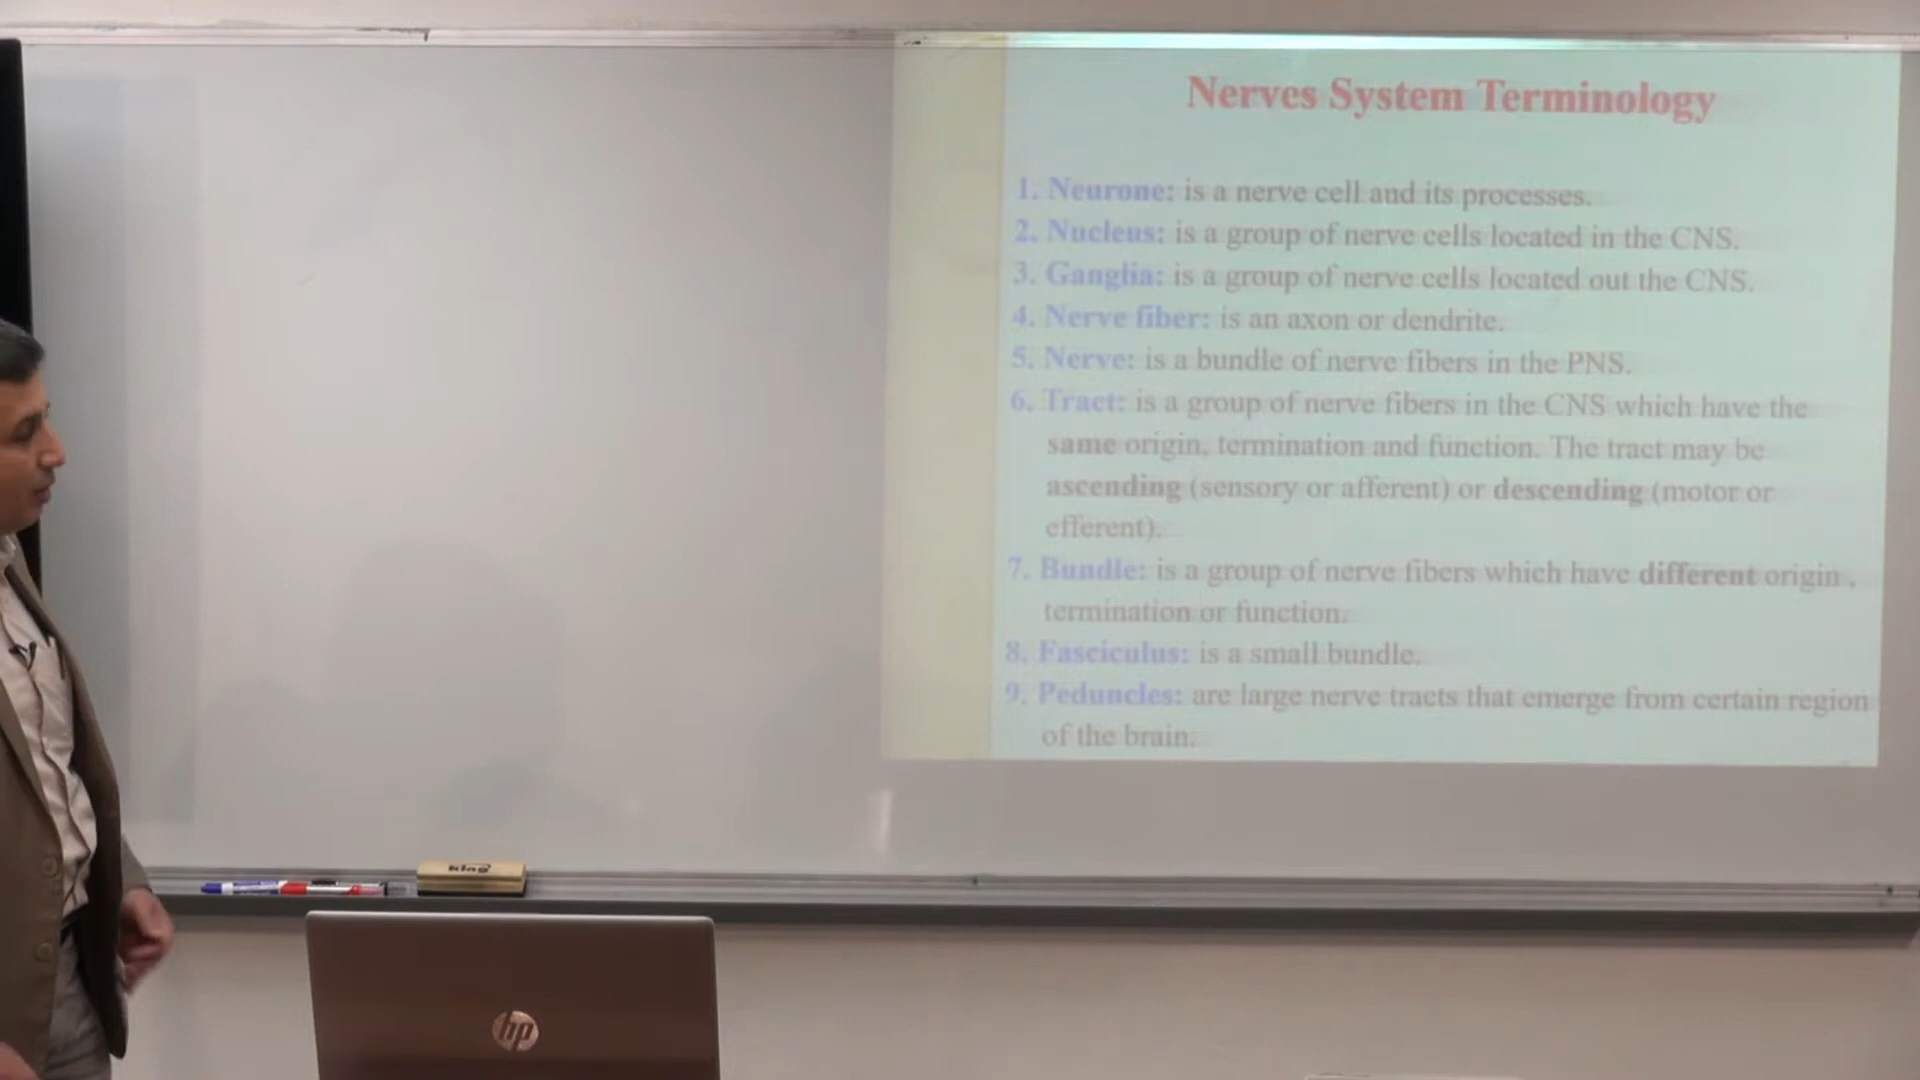 Nerves System Terminology
1. Neurone: is a nerve cell and its processes.
2. Nucleus: is a group of nerve cells located in the CNS.
3. Ganglia: is a group of nerve cells located out the CNS.
4. Nerve fiber: is an axon or dendrite.
5. Nerve: is a bundle of nerve fibers in the PNS.
6. Tract: is a group of nerve fibers in the CNS which have the
same origin, termination and function. The tract may be
ascending (sensory or afferent) or descending (motor or
efferent).
7. Bundle: is a group of nerve fibers which have different origin ,
termination or function.
8. Fasciculus: is a small bundle.
9. Peduncles: are large nerve tracts that emerge from certain region
of the brain.
hp